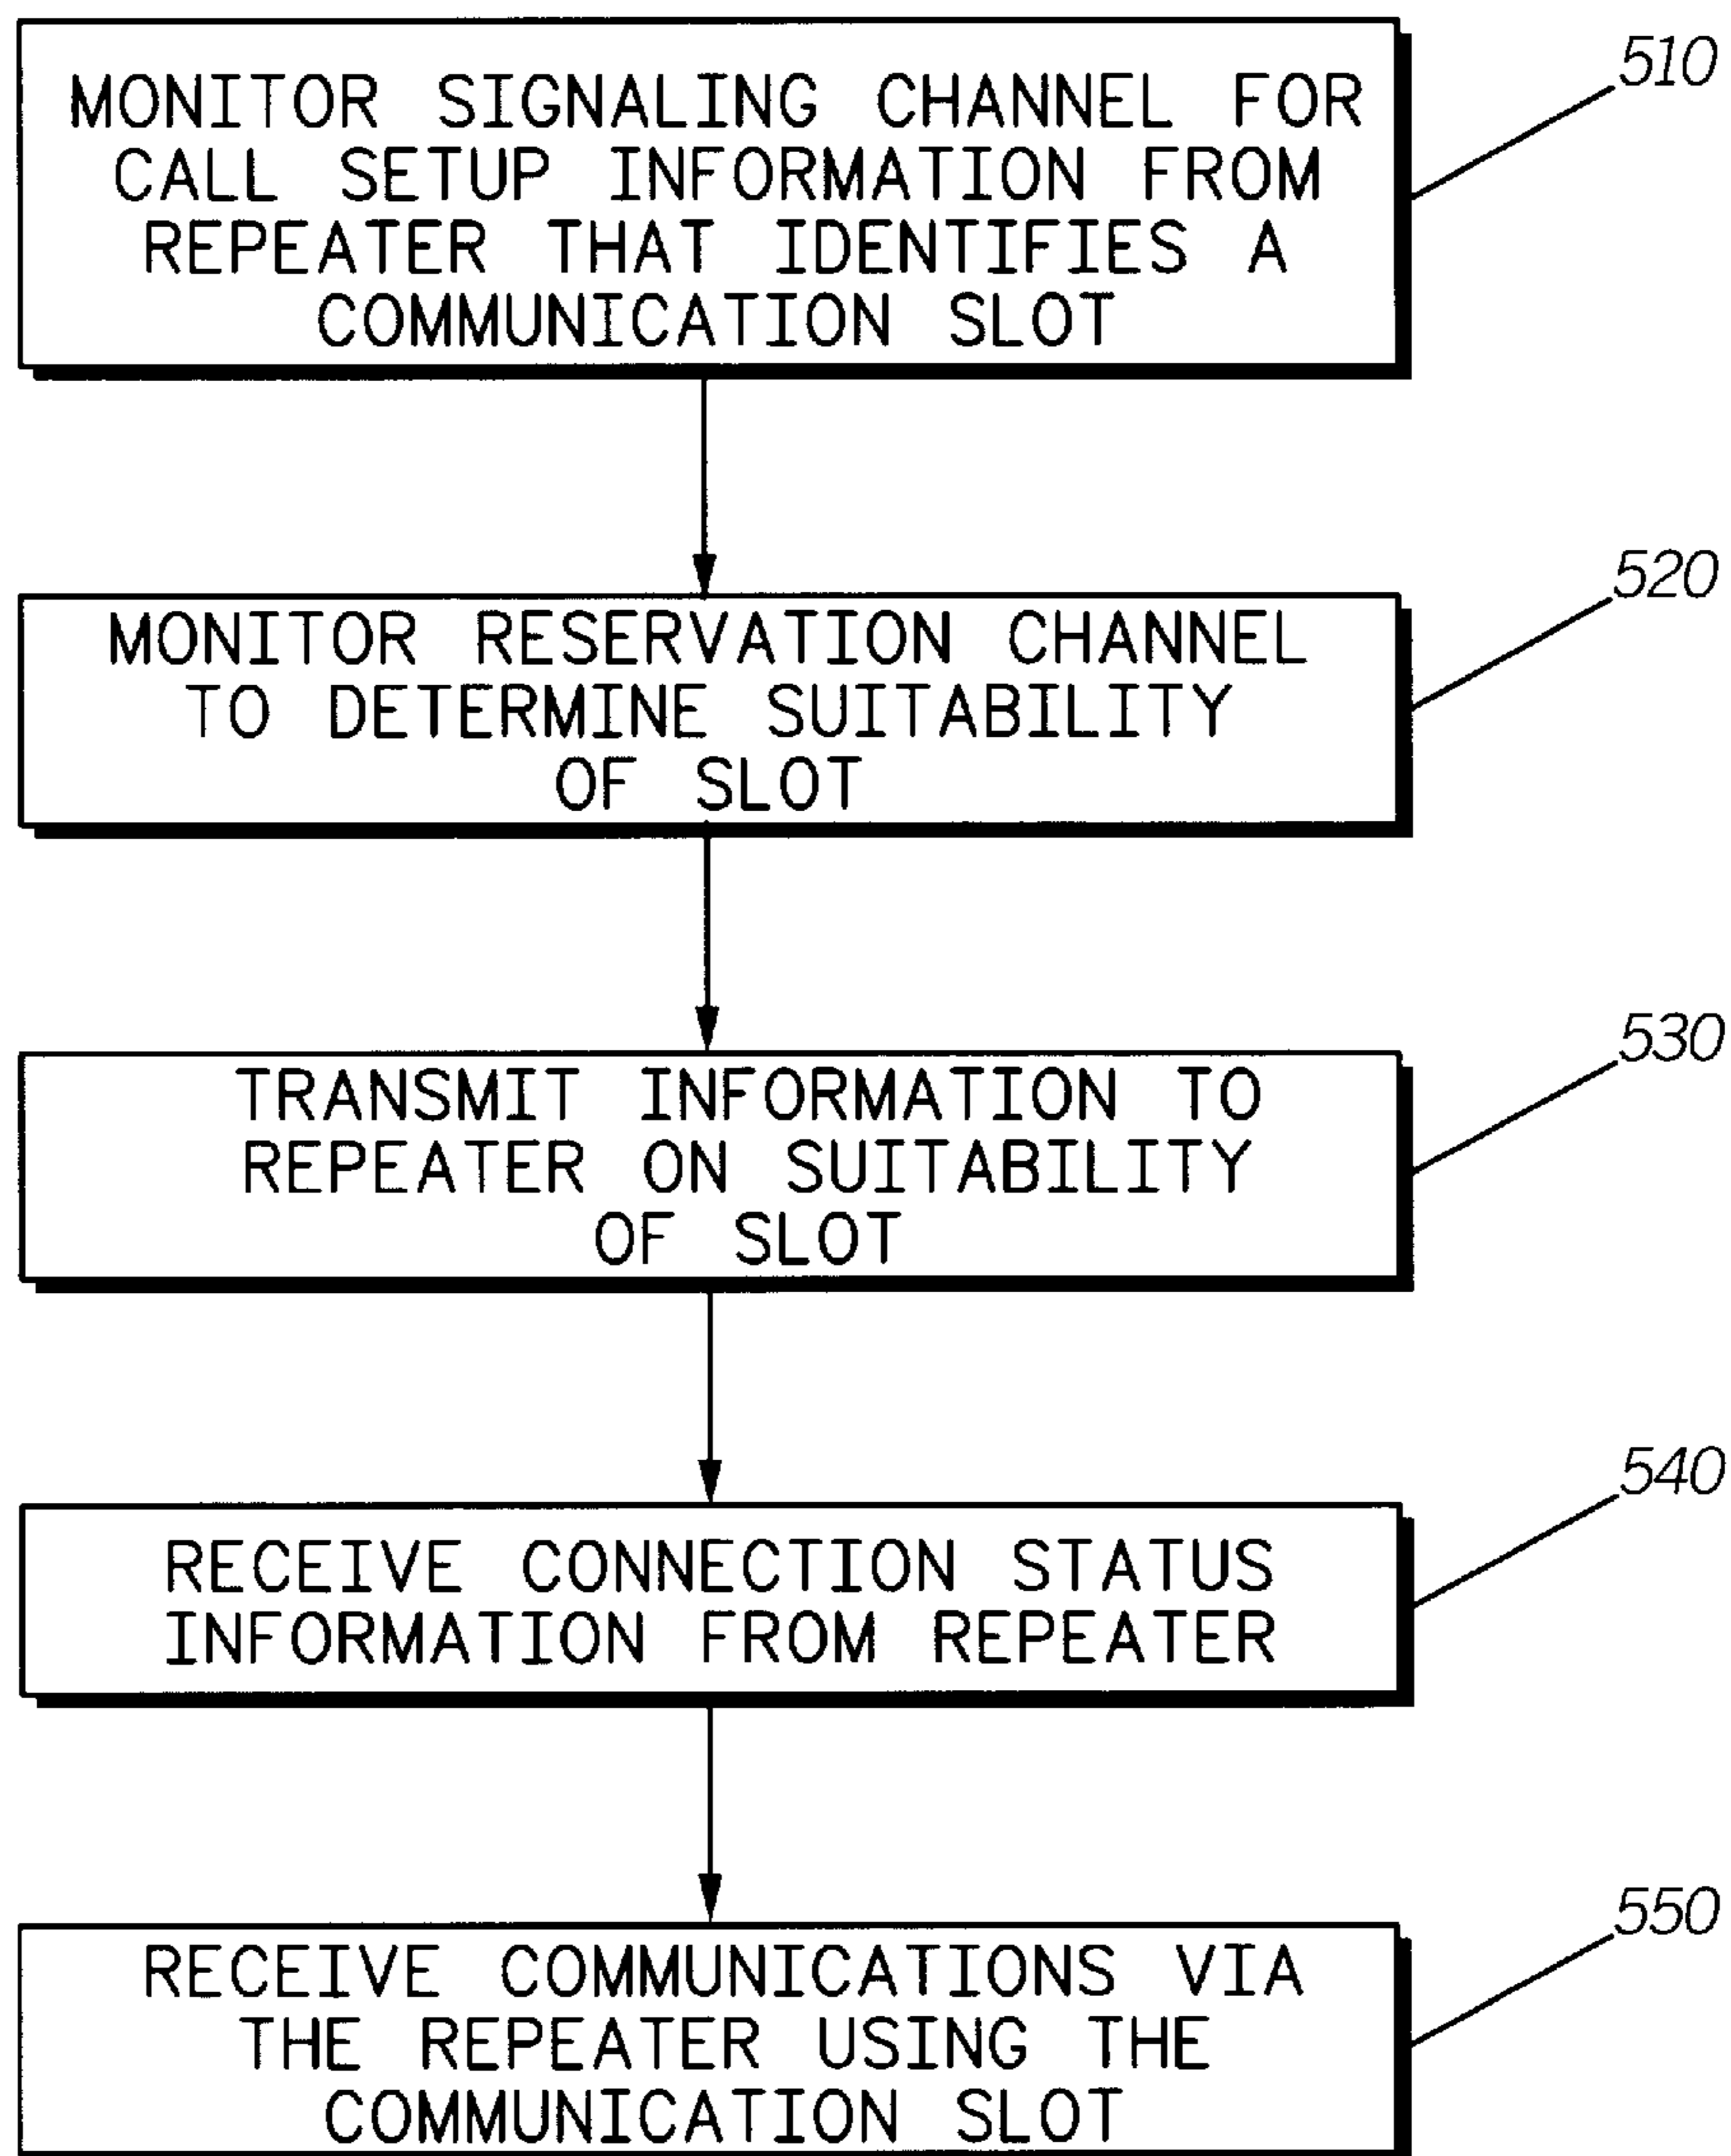 MONITOR SIGNALING CHANNEL FOR
CALL SETUP INFORMATION FROM
REPEATER THAT IDENTIFIES A
COMMUNICATION SLOT
510
MONITOR RESERVATION CHANNEL
TO DETERMINE SUITABILITY
OF SLOT
520
TRANSMIT INFORMATION TO
REPEATER ON SUITABILITY
OF SLOT
530
RECEIVE CONNECTION STATUS
INFORMATION FROM REPEATER
540
RECEIVE COMMUNICATIONS VIA
THE REPEATER USING THE
COMMUNICATION SLOT
550